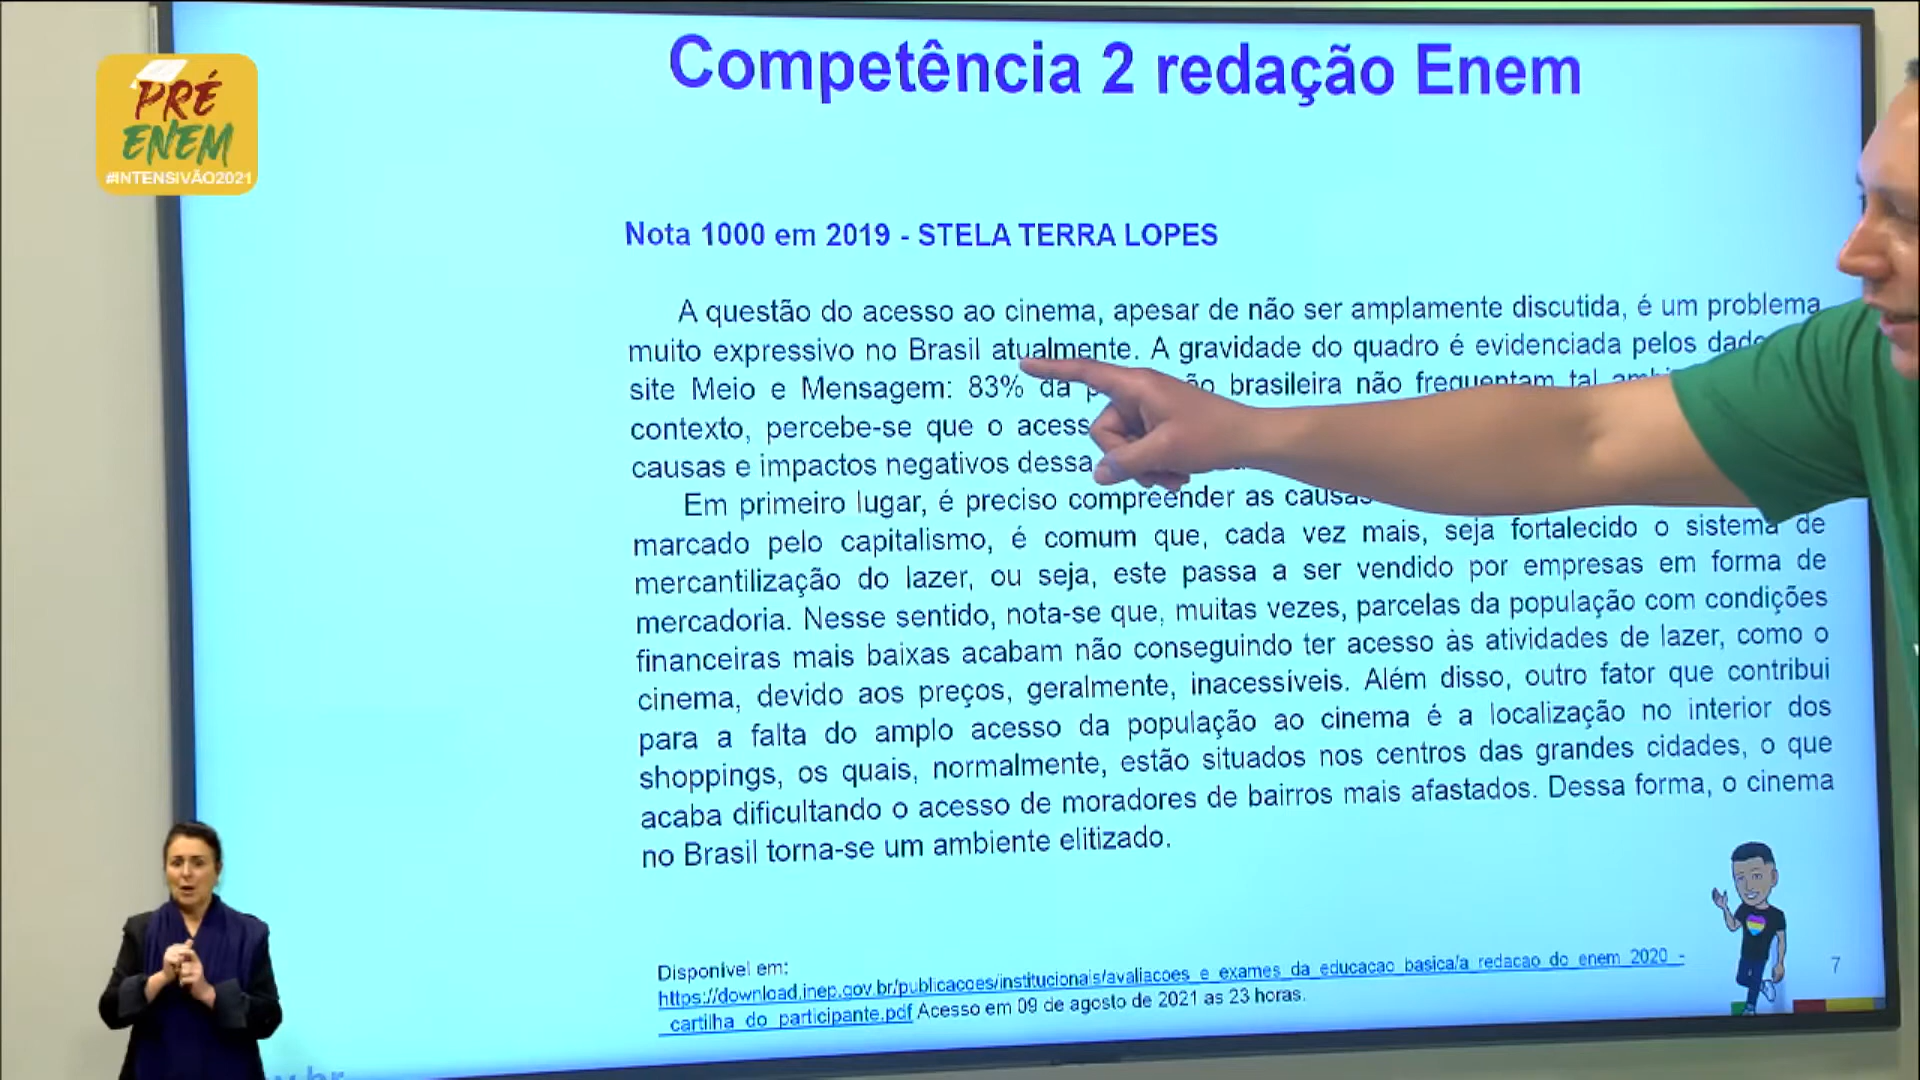 PRÉ
ENEM
#INTENSIVÃO2021
Competência 2 redação Enem
Nota 1000 em 2019 - STELA TERRA LOPES
A questão do acesso ao cinema, apesar de não ser amplamente discutida, é um problema
muito expressivo no Brasil atualmente. A gravidade do quadro é evidenciada pelos
site Meio e Mensagem: 83% da brasileira não frequentam tal
contexto, percebe-se que o
causas e impactos negativos dessa
Em primeiro lugar, é preciso compreender as causas
marcado pelo capitalismo, é comum que, cada vez mais, seja fortalecido o sistema de
mercantilização do lazer, ou seja, este passa a ser vendido por empresas em forma de
mercadoria. Nesse sentido, nota-se que, muitas vezes, parcelas da população com condições
financeiras mais baixas acabam não conseguindo ter acesso às atividades de lazer, como o
cinema, devido aos preços, geralmente, inacessíveis. Além disso, outro fator que contribui
para a falta do amplo acesso da população ao cinema é a localização no interior dos
shoppings, os quais, normalmente, estão situados nos centros das grandes cidades, o que
acaba dificultando o acesso de moradores de bairros mais afastados. Dessa forma, o cinema
no Brasil torna-se um ambiente elitizado.
Disponível em:
https://download.inep.gov.br/publicacoes/institucionais/avaliacoes_e_exames_da_educacao_basica/a_redacao_do_enem_2020_-
_cartilha_do_participante.pdf Acesso em 09 de agosto de 2021 as 23 horas.
7